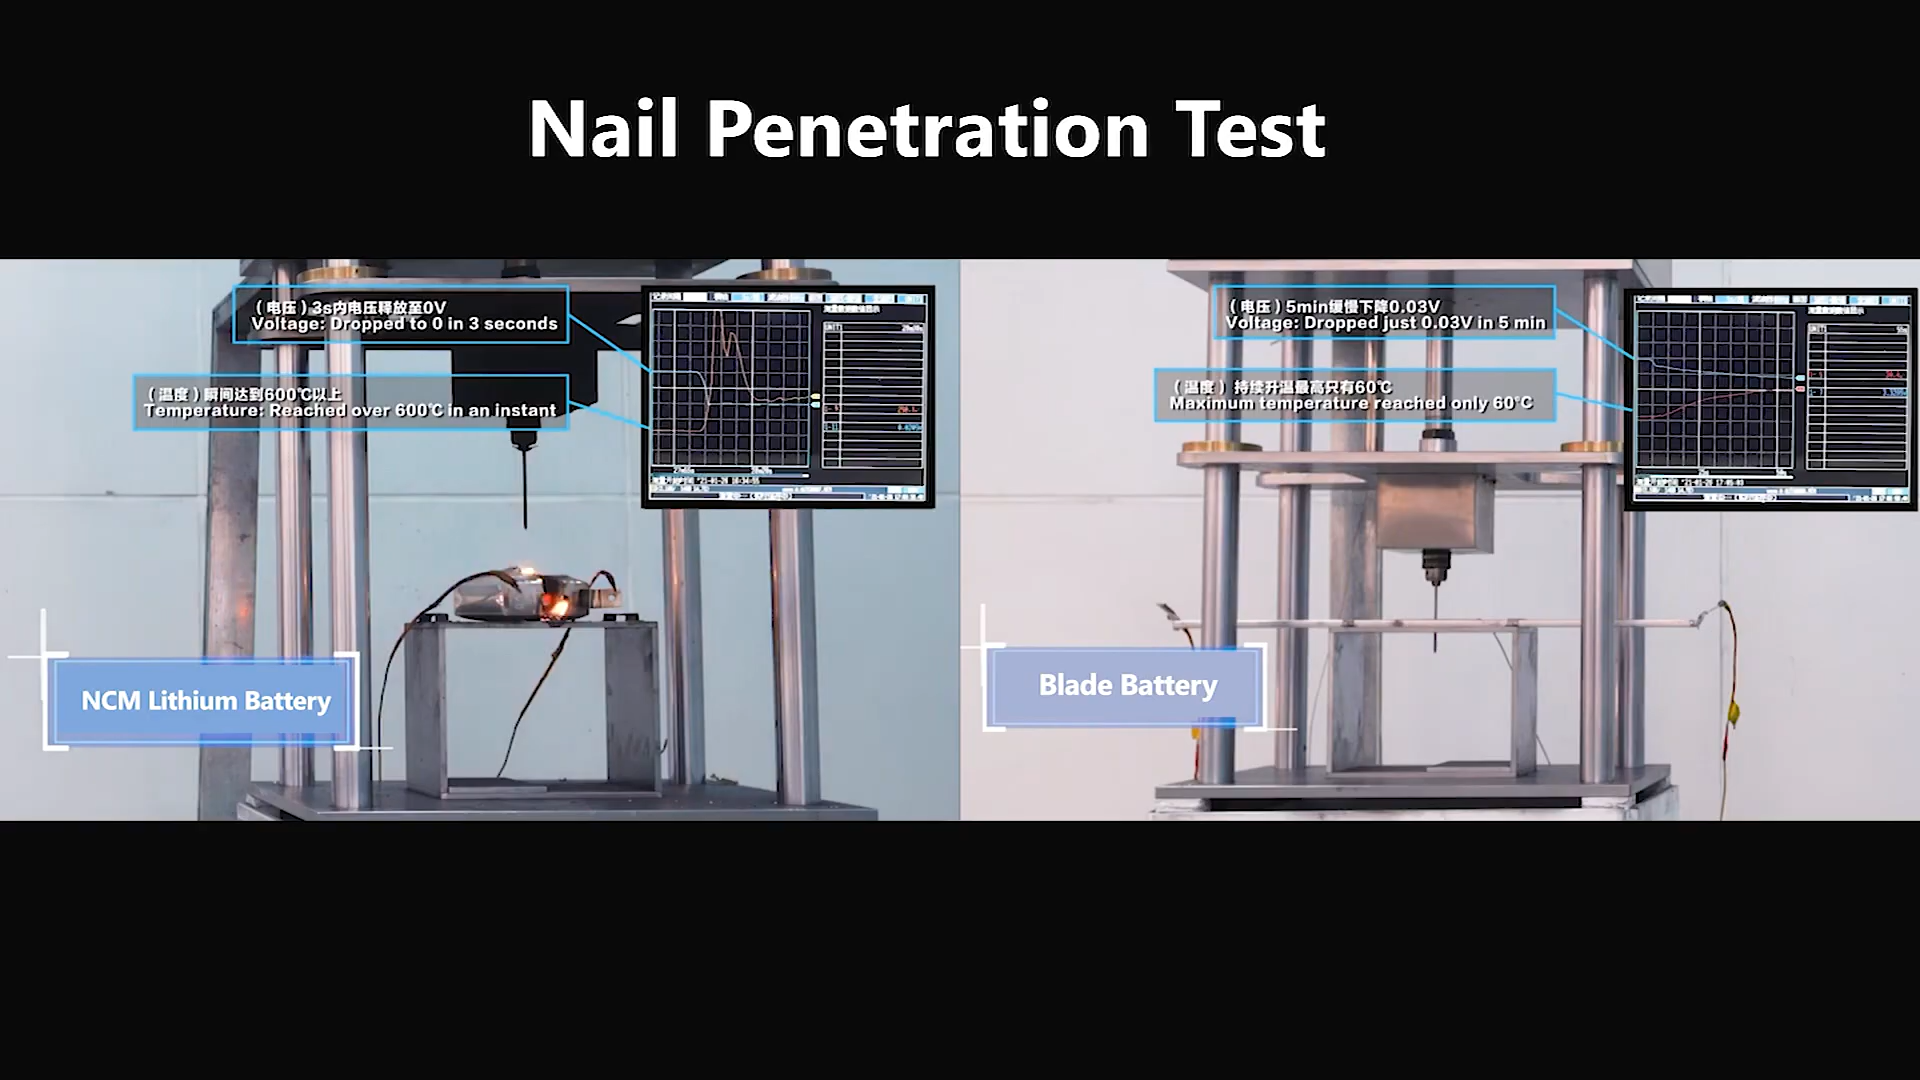 Nail Penetration Test
(电压)3s内电压释放至0V
Voltage: Dropped to 0 in 3 seconds
(温度)瞬间达到600℃以上
Temperature: Reached over 600℃ in an instant
NCM Lithium Battery
(电压)5min缓慢下降0.03V
Voltage: Dropped just 0.03V in 5 min
(温度) 持续升温最高只有60℃
Maximum temperature reached only 60℃
Blade Battery